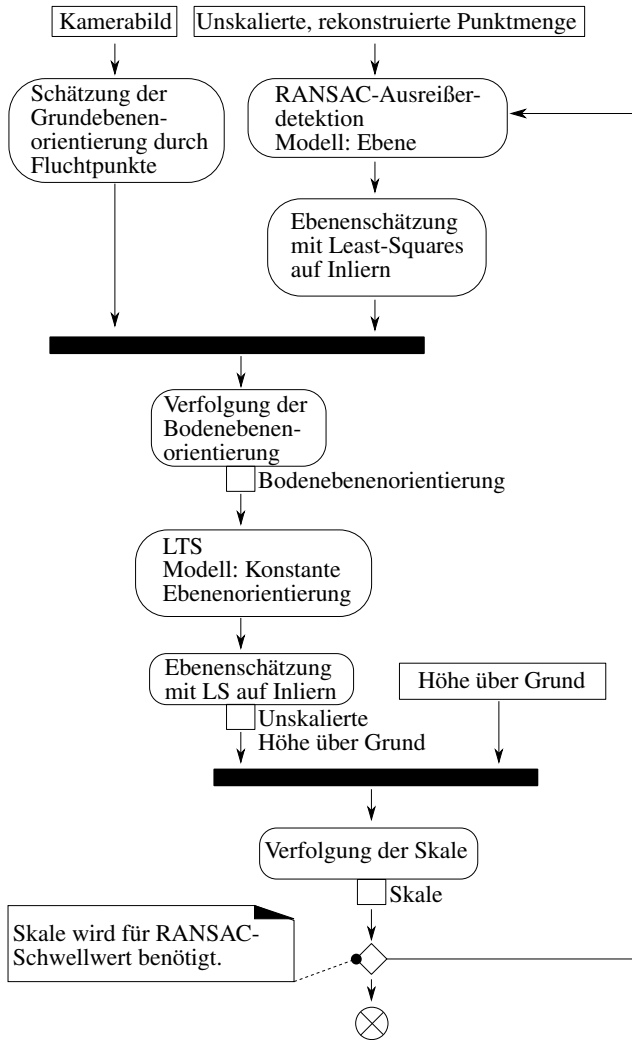 Kamerabild
Unskalierte, rekonstruierte Punktmenge
Schätzung der
Grundebenen-
orientierung durch
Fluchtpunkte
RANSAC-Ausreißer-
detektion
Modell: Ebene
Ebenenschätzung
mit Least-Squares
auf Inliern
Verfolgung der
Bodenebenen-
orientierung
Bodenebenenorientierung
LTS
Modell: Konstante
Ebenenorientierung
Ebenenschätzung
mit LS auf Inliern
Höhe über Grund
Unskalierte
Höhe über Grund
Verfolgung der Skale
Skale
Skale wird für RANSAC-
Schwellwert benötigt.